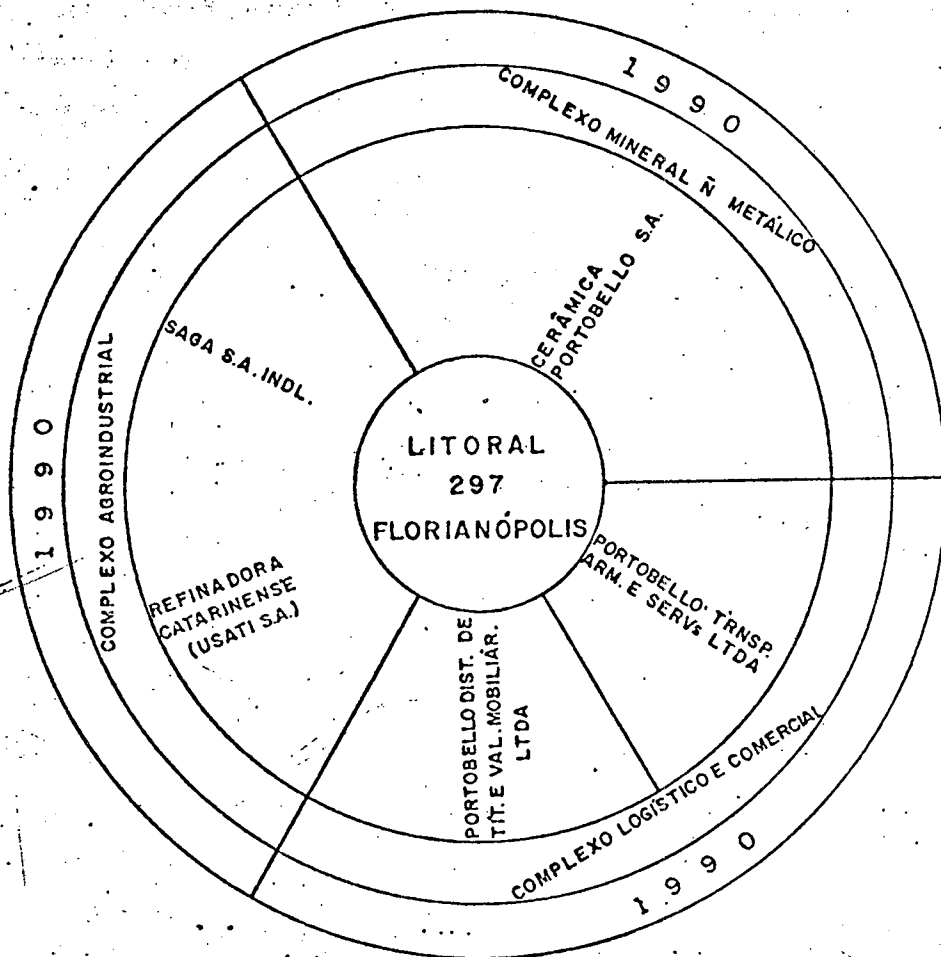 1990
COMPLEXO MINERAL Ñ METÁLICO
CERÂMICA
PORTOBELLO S.A.
SAGA S.A. INDL.
1990
COMPLEXO AGROINDUSTRIAL
LITORAL
297
FLORIANÓPOLIS
REFINADORA
CATARINENSE
(USATI S.A.)
PORTOBELLO TRNSP.
ARM. E SERVs LTDA
PORTOBELLO DIST. DE
TÍT. E VAL. MOBILIÁR.
LTDA
COMPLEXO LOGÍSTICO E COMERCIAL
1990